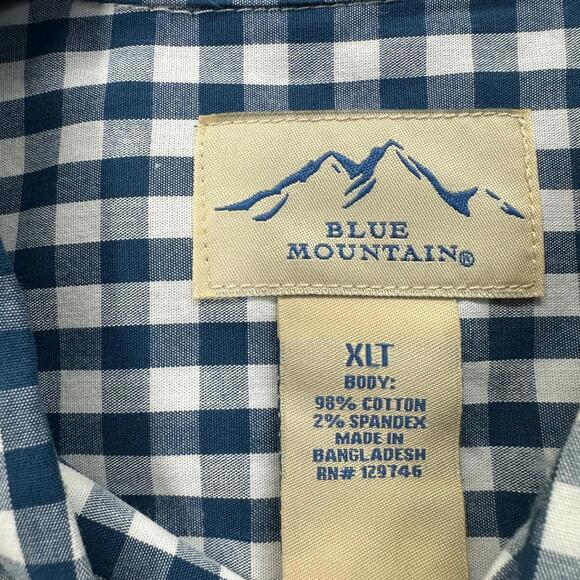 BLUE
MOUNTAIN®
XLT
BODY:
98% COTTON
2% SPANDEX
MADE IN
BANGLADESH
RN# 129746